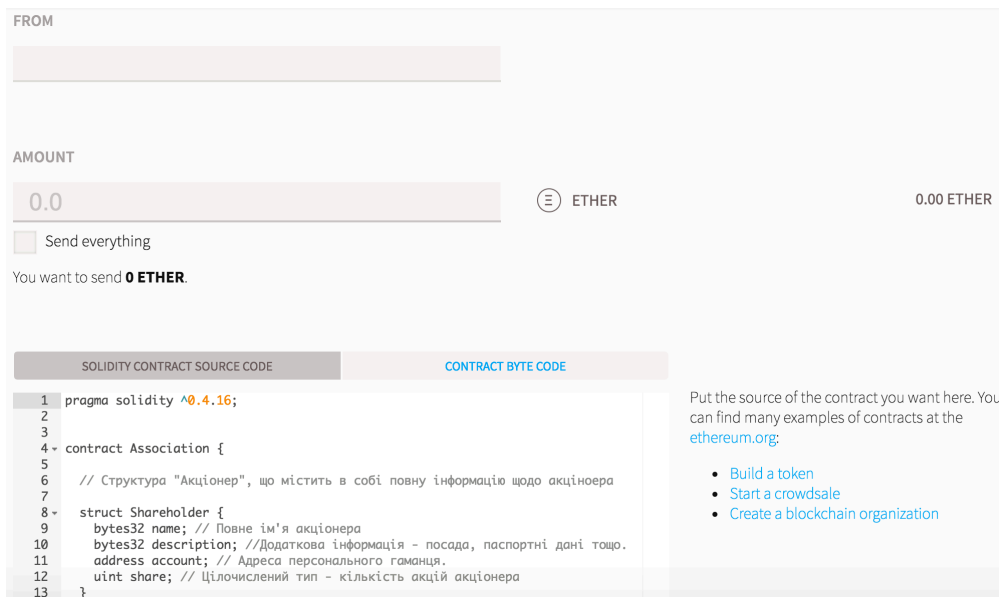 FROM
AMOUNT
0.0
ETHER
0.00 ETHER
Send everything
You want to send 0 ETHER.
SOLIDITY CONTRACT SOURCE CODE
CONTRACT BYTE CODE
1 pragma solidity ^0.4.16;
2
3
4 contract Association {
5
6 // Структура "Акціонер", що містить в собі повну інформацію щодо акціноера
7
8 struct Shareholder {
9 bytes32 name; // Повне ім'я акціонера
10 bytes32 description; //Додаткова інформація - посада, паспортні дані тощо.
11 address account; // Адреса персонального гаманця.
12 uint share; // Цілочислений тип - кількість акцій акціонера
13 }
Put the source of the contract you want here. You
can find many examples of contracts at the
ethereum.org:
• Build a token
• Start a crowdsale
• Create a blockchain organization